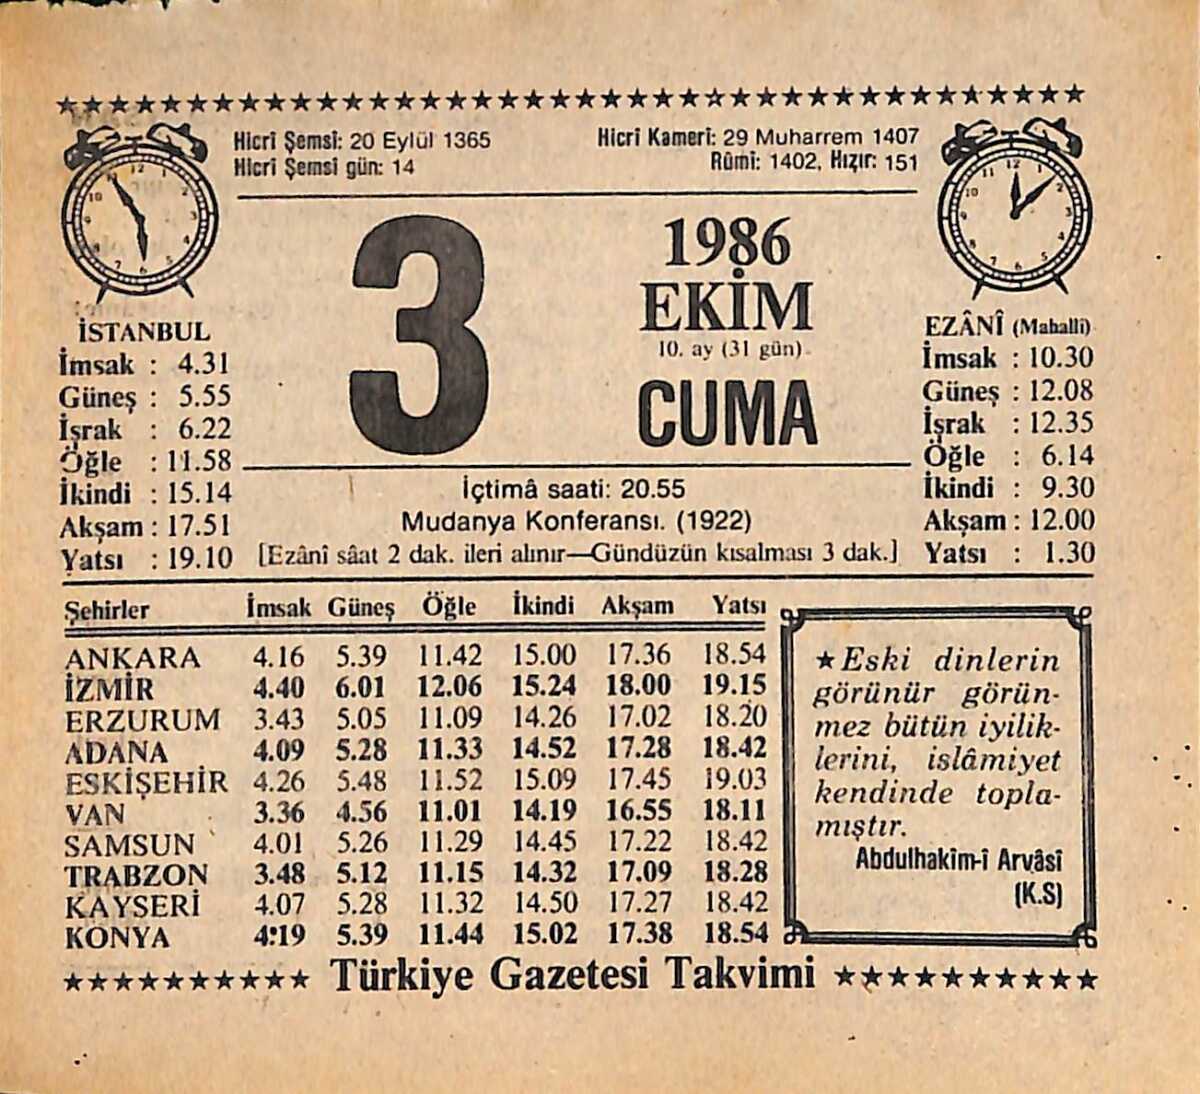 Hicrî Şemsî: 20 Eylül 1365
Hicrî Şemsî gün: 14
Hicrî Kamerî: 29 Muharrem 1407
Rûmî: 1402, Hızır: 151
3
1986
EKİM
10. ay (31 gün)
CUMA
İSTANBUL
İmsak : 4.31
Güneş : 5.55
İşrak : 6.22
Öğle : 11.58
İkindi : 15.14
Akşam : 17.51
Yatsı : 19.10
EZÂNÎ (Mahallî)
İmsak : 10.30
Güneş : 12.08
İşrak : 12.35
Öğle : 6.14
İkindi : 9.30
Akşam : 12.00
Yatsı : 1.30
İçtimâ saati: 20.55
Mudanya Konferansı. (1922)
[Ezânî sâat 2 dak. ileri alınır—Gündüzün kısalması 3 dak.]
Şehirler İmsak Güneş Öğle İkindi Akşam Yatsı
ANKARA 4.16 5.39 11.42 15.00 17.36 18.54
İZMİR 4.40 6.01 12.06 15.24 18.00 19.15
ERZURUM 3.43 5.05 11.09 14.26 17.02 18.20
ADANA 4.09 5.28 11.33 14.52 17.28 18.42
ESKİŞEHİR 4.26 5.48 11.52 15.09 17.45 19.03
VAN 3.36 4.56 11.01 14.19 16.55 18.11
SAMSUN 4.01 5.26 11.29 14.45 17.22 18.42
TRABZON 3.48 5.12 11.15 14.32 17.09 18.28
KAYSERİ 4.07 5.28 11.32 14.50 17.27 18.42
KONYA 4:19 5.39 11.44 15.02 17.38 18.54
★ Eski dinlerin
görünür görün-
mez bütün iyilik-
lerini, islâmiyet
kendinde topla-
mıştır.
Abdulhakîm-i Arvâsî
(K.S)
Türkiye Gazetesi Takvimi